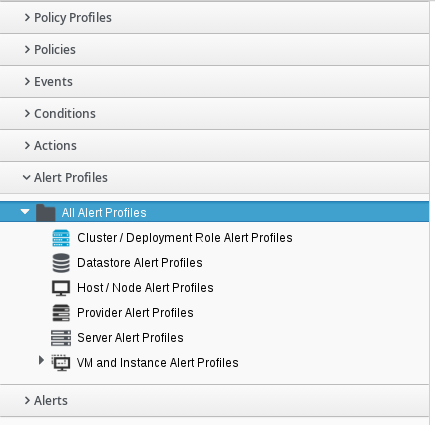 Policy Profiles
Policies
Events
Conditions
Actions
Alert Profiles
All Alert Profiles
Cluster / Deployment Role Alert Profiles
Datastore Alert Profiles
Host / Node Alert Profiles
Provider Alert Profiles
Server Alert Profiles
VM and Instance Alert Profiles
Alerts